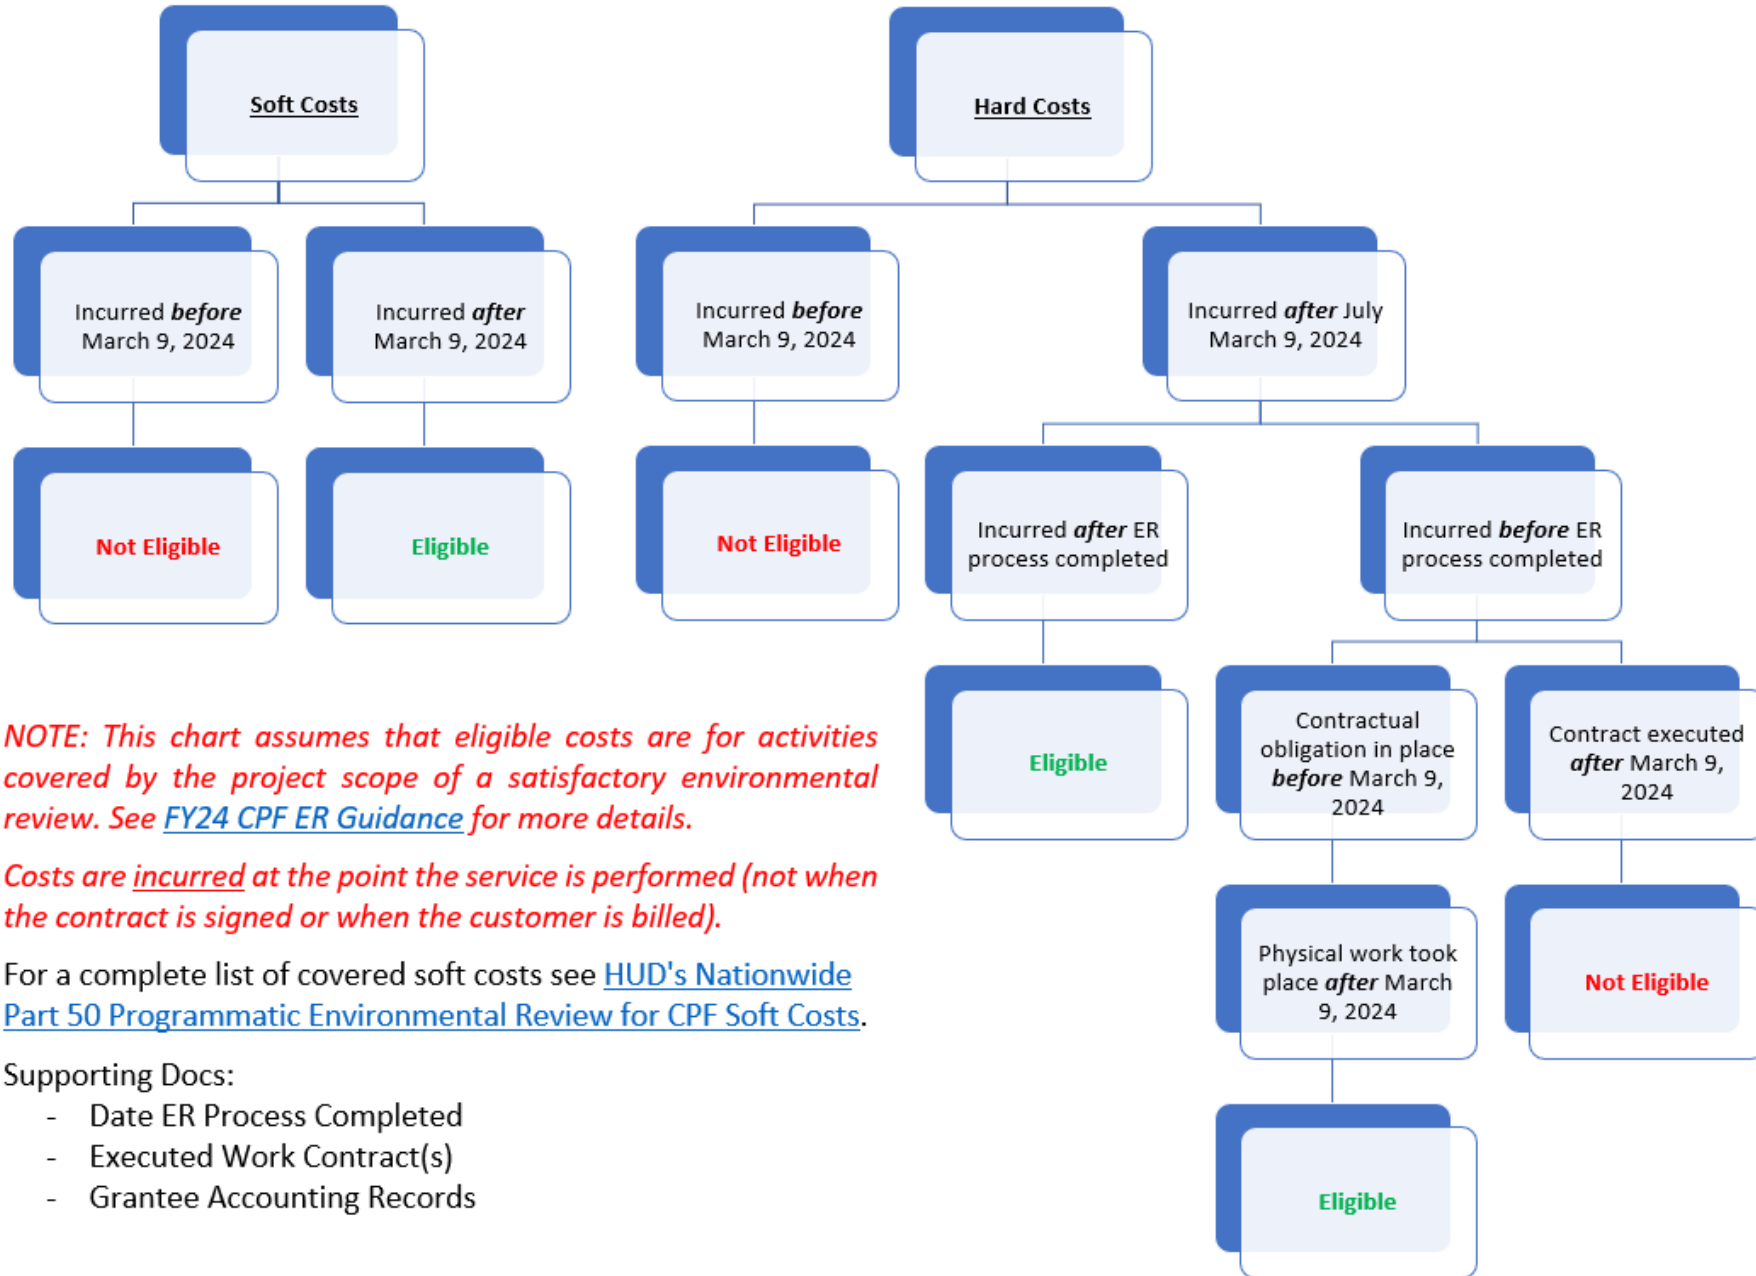 Soft Costs
Hard Costs
Incurred before
March 9, 2024
Incurred after
March 9, 2024
Incurred before
March 9, 2024
Incurred after July
March 9, 2024
Not Eligible
Eligible
Not Eligible
Incurred after ER
process completed
Incurred before ER
process completed
Eligible
Contractual
obligation in place
before March 9,
2024
Contract executed
after March 9,
2024
Physical work took
place after March
9, 2024
Not Eligible
Eligible
NOTE: This chart assumes that eligible costs are for activities
covered by the project scope of a satisfactory environmental
review. See FY24 CPF ER Guidance for more details.
Costs are incurred at the point the service is performed (not when
the contract is signed or when the customer is billed).
For a complete list of covered soft costs see HUD's Nationwide
Part 50 Programmatic Environmental Review for CPF Soft Costs.
Supporting Docs:
- Date ER Process Completed
- Executed Work Contract(s)
- Grantee Accounting Records